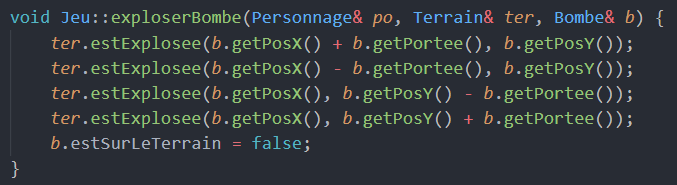 void Jeu::exploserBombe(Personnage& po, Terrain& ter, Bombe& b) {
    ter.estExplosee(b.getPosX() + b.getPortee(), b.getPosY());
    ter.estExplosee(b.getPosX() - b.getPortee(), b.getPosY());
    ter.estExplosee(b.getPosX(), b.getPosY() - b.getPortee());
    ter.estExplosee(b.getPosX(), b.getPosY() + b.getPortee());
    b.estSurLeTerrain = false;
}